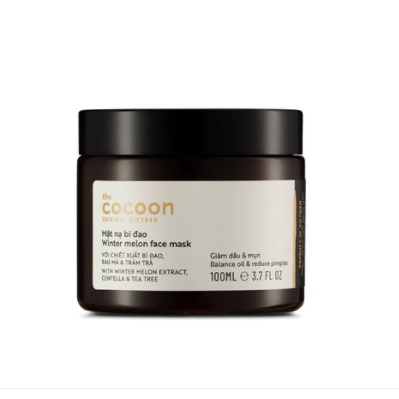 the
cocoon
ORIGINAL VIETNAM
Mặt nạ bí đao
Winter melon face mask
VỚI CHIẾT XUẤT BÍ ĐAO,
RAU MÁ & TRÀM TRÀ
WITH WINTER MELON EXTRACT,
CENTELLA & TEA TREE
Giảm dầu & mụn
Balance oil & reduce pimples
100ML ℮ 3.7 FL OZ